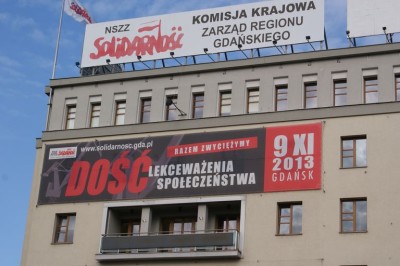 NSZZ
Solidarność
KOMISJA KRAJOWA
ZARZĄD REGIONU
GDAŃSKIEGO
www.solidarnosc.gda.pl
RAZEM ZWYCIĘŻYMY
DOŚĆ
LEKCEWAŻENIA
SPOŁECZEŃSTWA
9 XI
2013
GDAŃSK